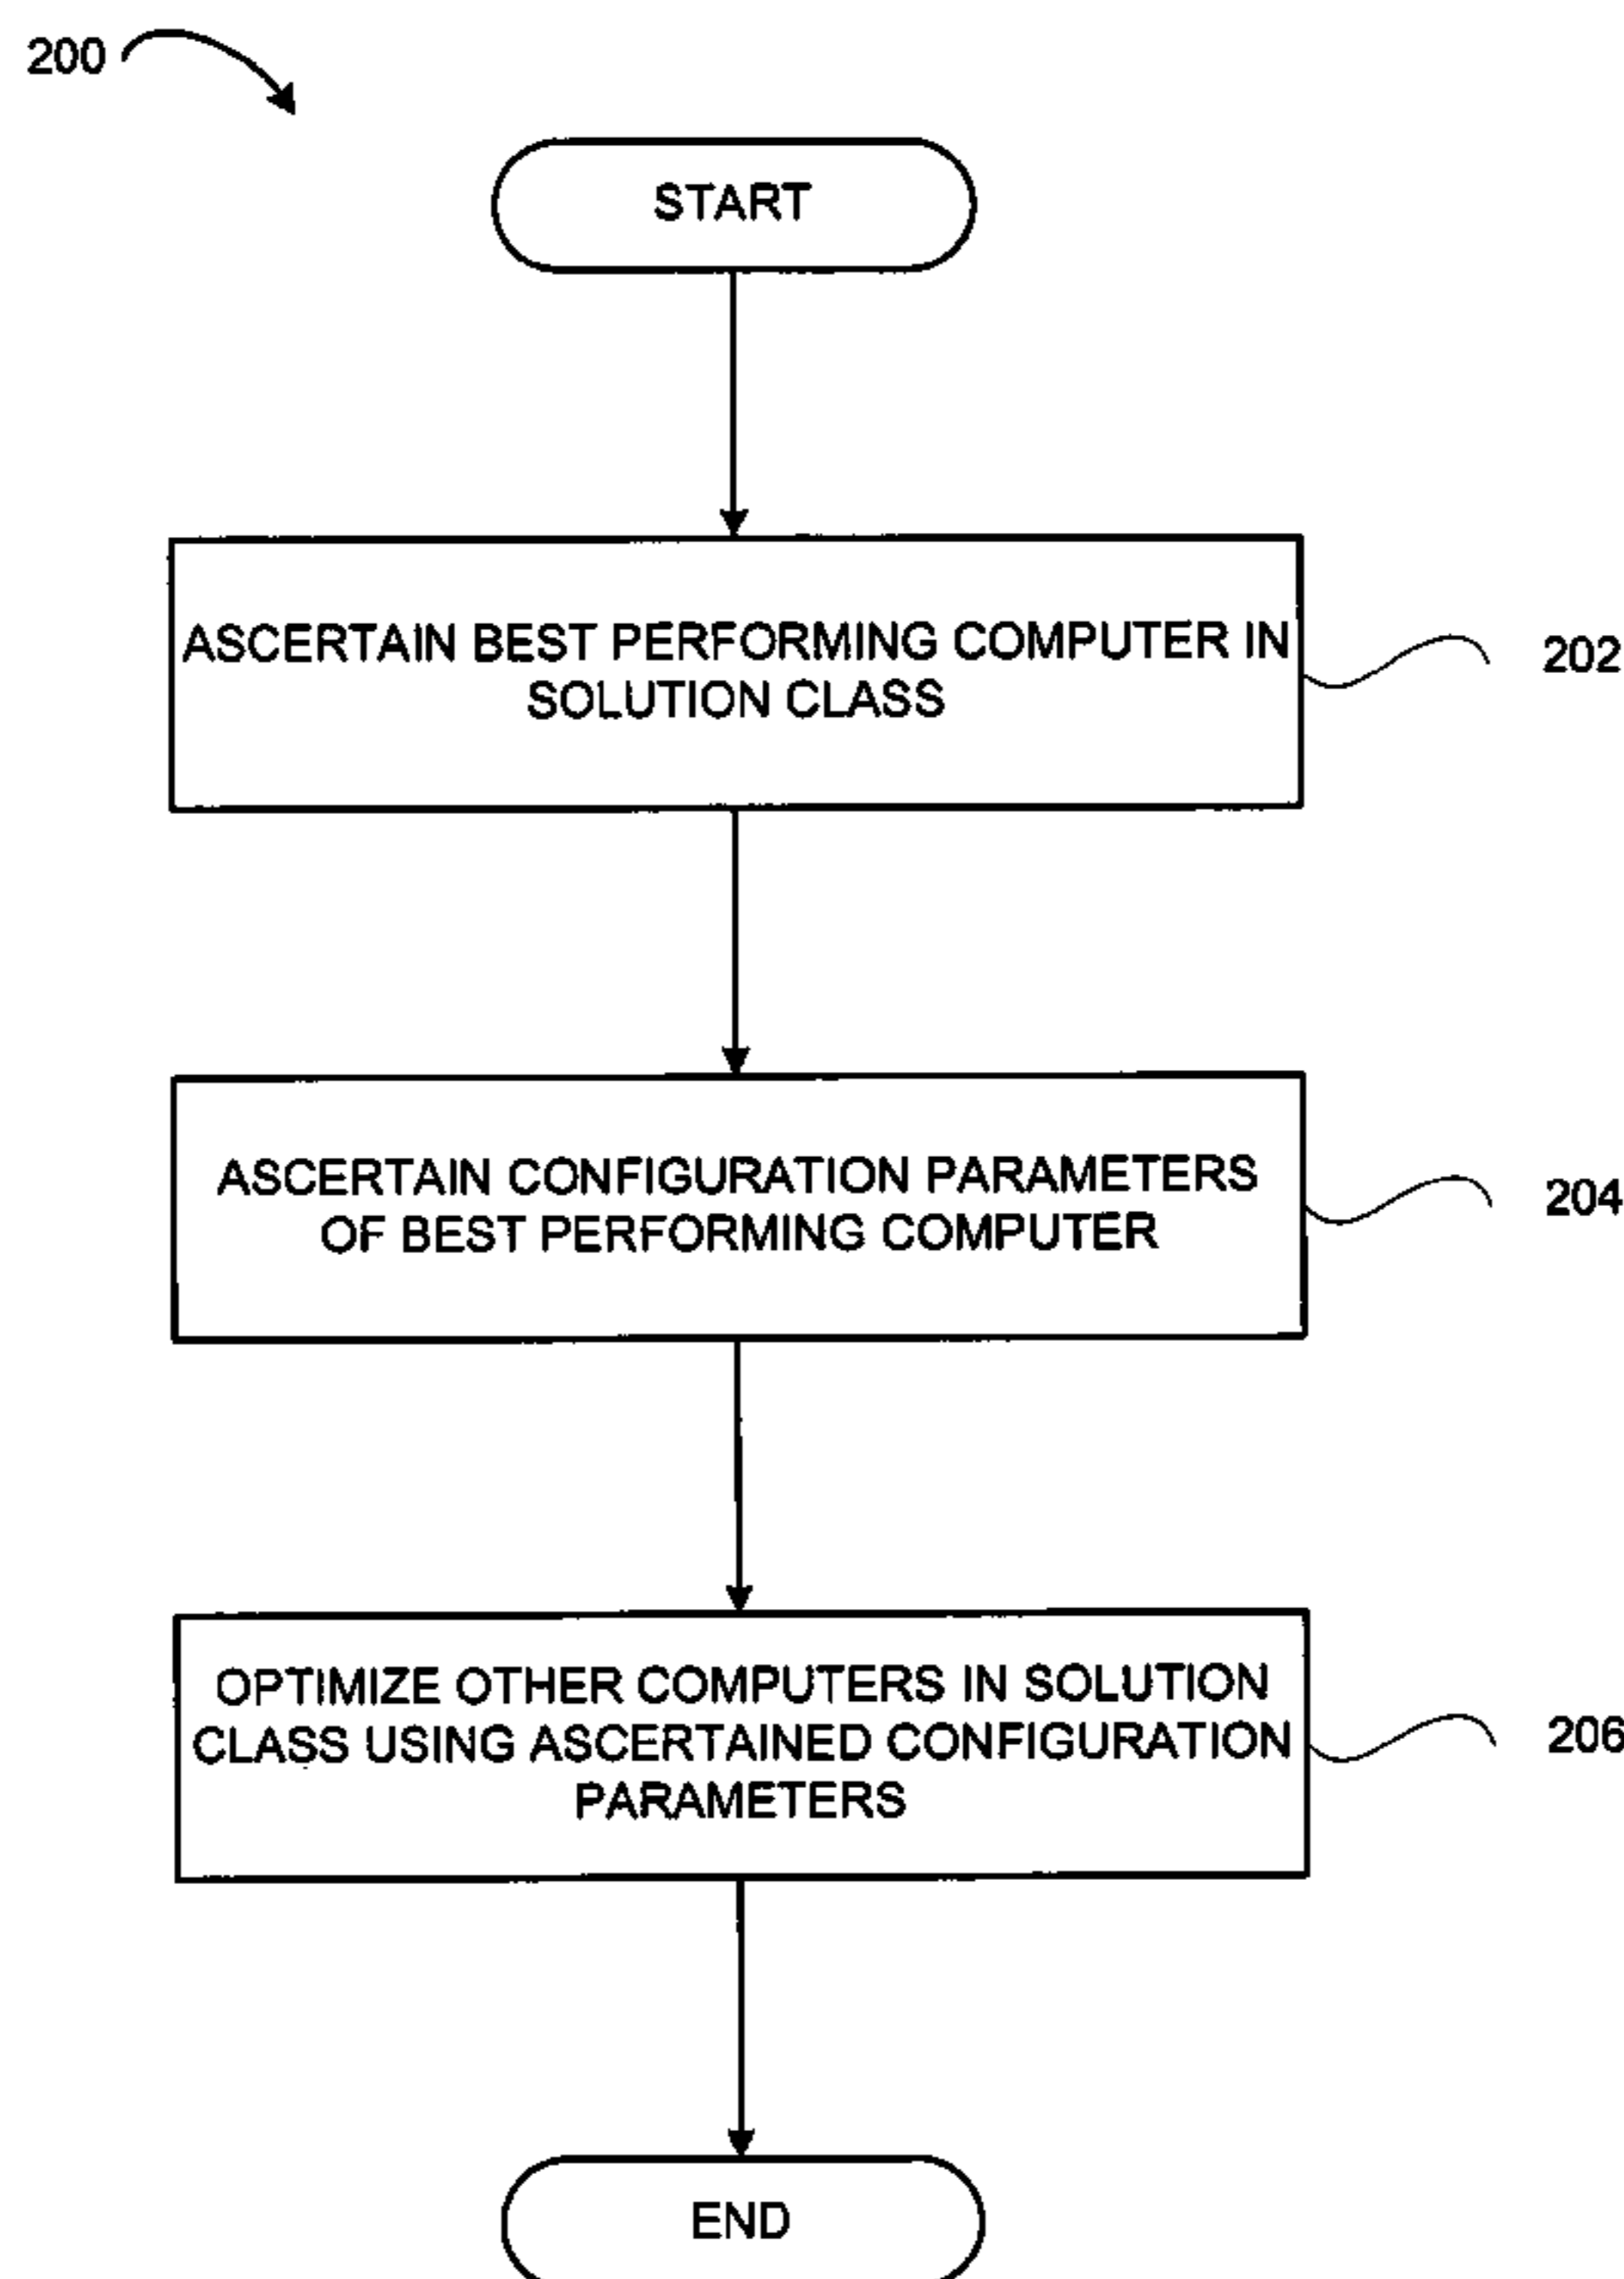 200
START
ASCERTAIN BEST PERFORMING COMPUTER IN
SOLUTION CLASS
202
ASCERTAIN CONFIGURATION PARAMETERS
OF BEST PERFORMING COMPUTER
204
OPTIMIZE OTHER COMPUTERS IN SOLUTION
CLASS USING ASCERTAINED CONFIGURATION
PARAMETERS
206
END